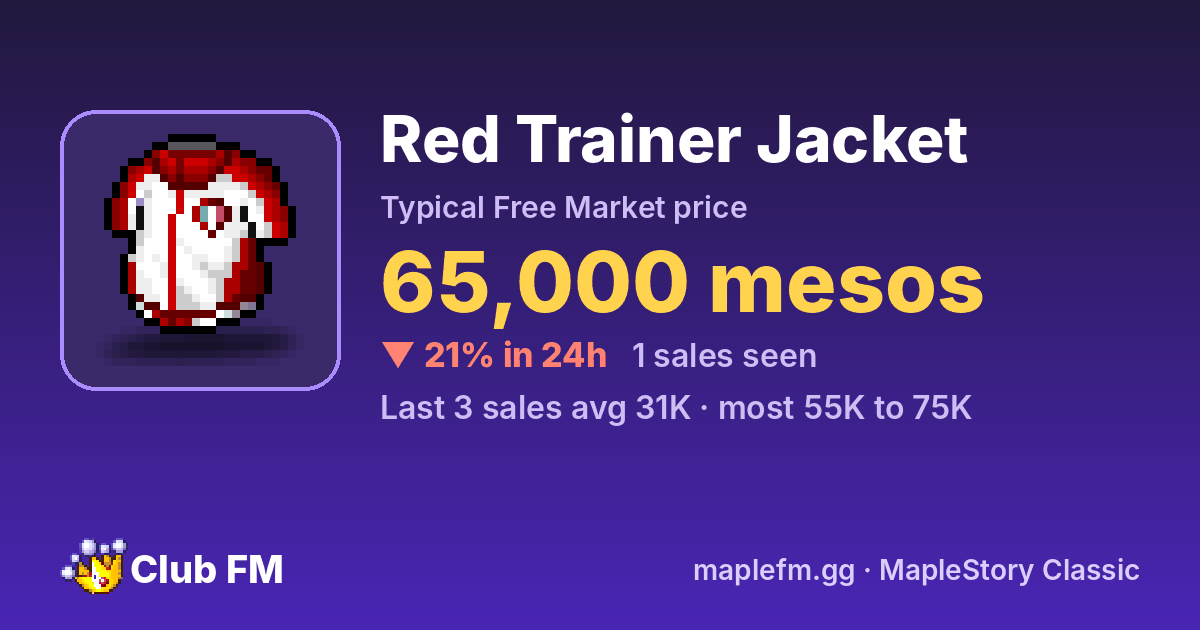 Red Trainer Jacket
Typical Free Market price
65,000 mesos
▼ 21% in 24h 1 sales seen
Last 3 sales avg 31K · most 55K to 75K
Club FM
maplefm.gg · MapleStory Classic